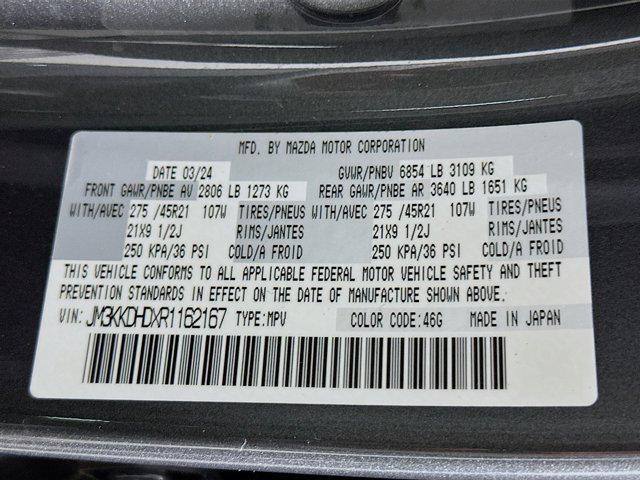 MFD. BY MAZDA MOTOR CORPORATION
DATE 03/24 GVWR/PNBV 6854 LB 3109 KG
FRONT GAWR/PNBE AV 2806 LB 1273 KG REAR GAWR/PNBE AR 3640 LB 1651 KG
WITH/AVEC 275 /45R21 107W TIRES/PNEUS WITH/AVEC 275 /45R21 107W TIRES/PNEUS
21X9 1/2J RIMS/JANTES 21X9 1/2J RIMS/JANTES
250 KPA/36 PSI COLD/A FROID 250 KPA/36 PSI COLD/A FROID
THIS VEHICLE CONFORMS TO ALL APPLICABLE FEDERAL MOTOR VEHICLE SAFETY AND THEFT
PREVENTION STANDARDS IN EFFECT ON THE DATE OF MANUFACTURE SHOWN ABOVE.
VIN: JM3KKDHDXR1162167 TYPE:MPV COLOR CODE:46G MADE IN JAPAN